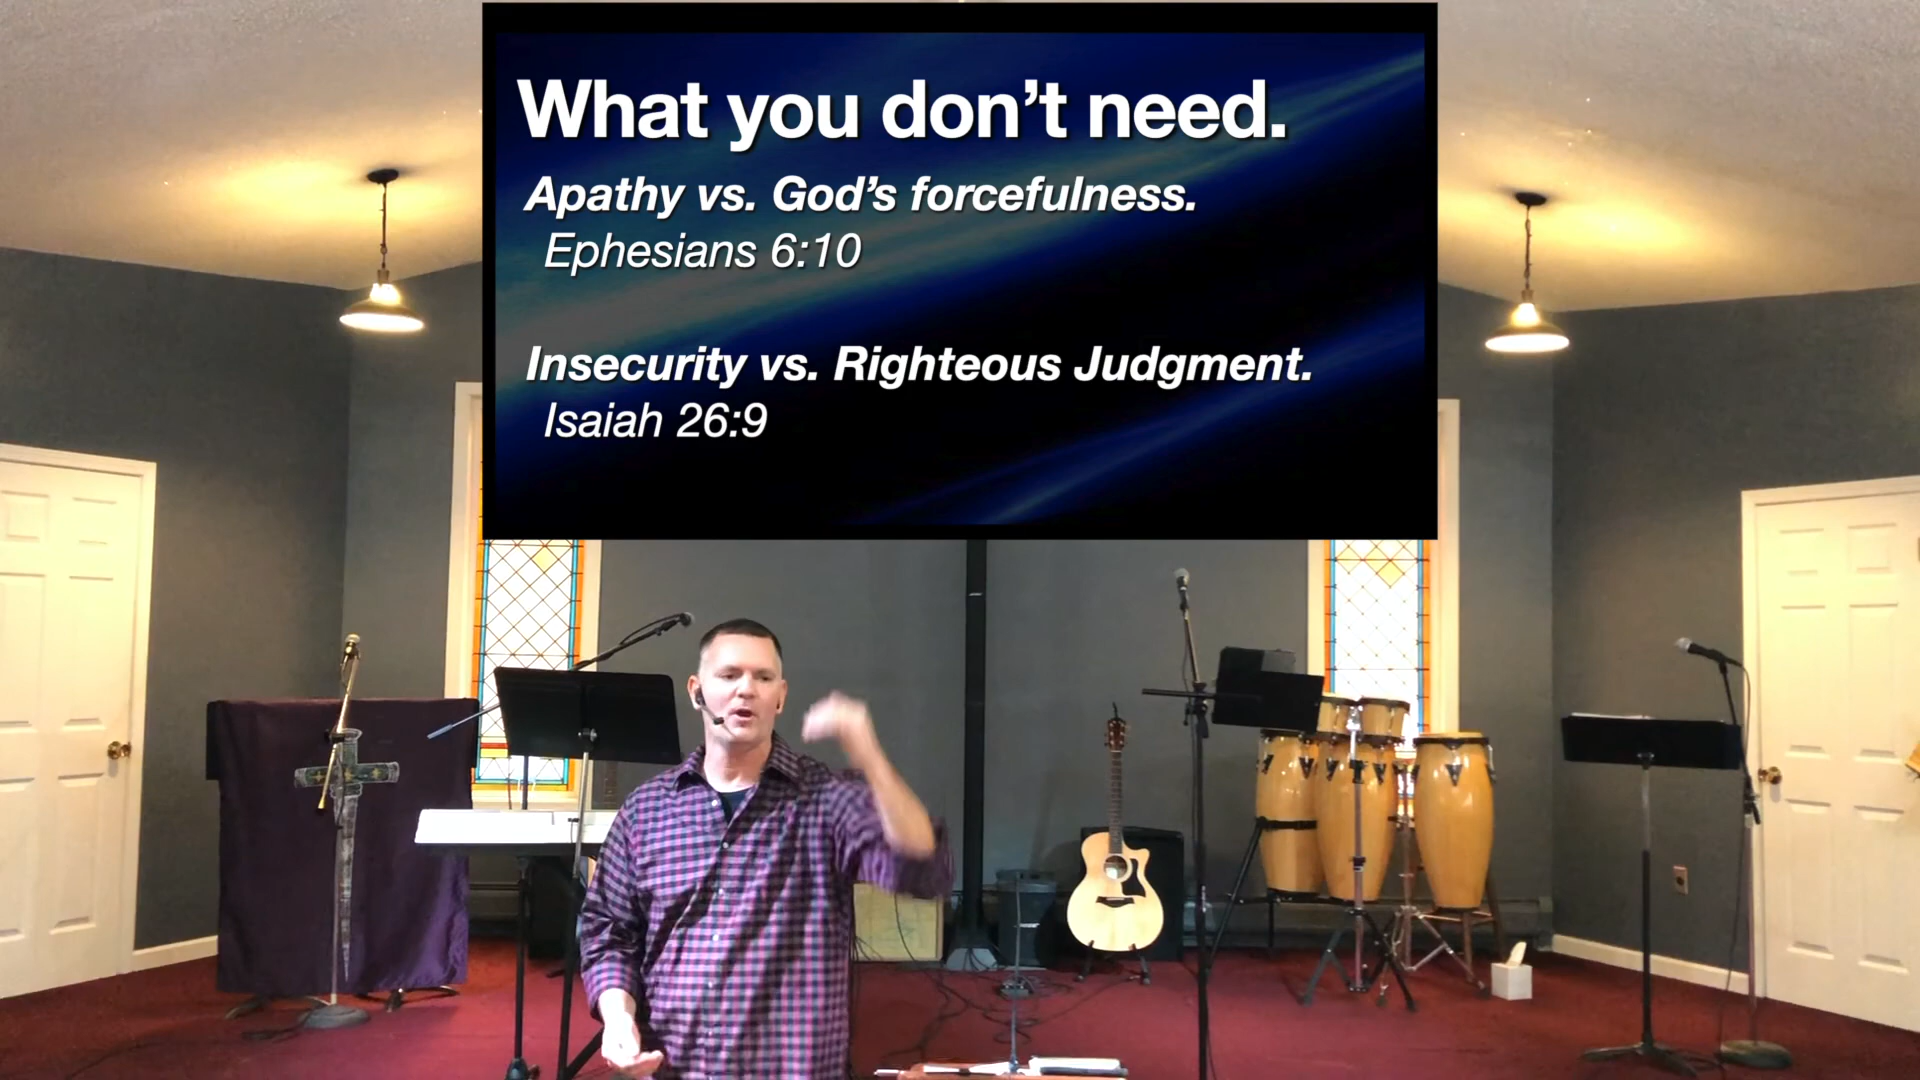 What you don’t need.
Apathy vs. God’s forcefulness.
Ephesians 6:10
Insecurity vs. Righteous Judgment.
Isaiah 26:9